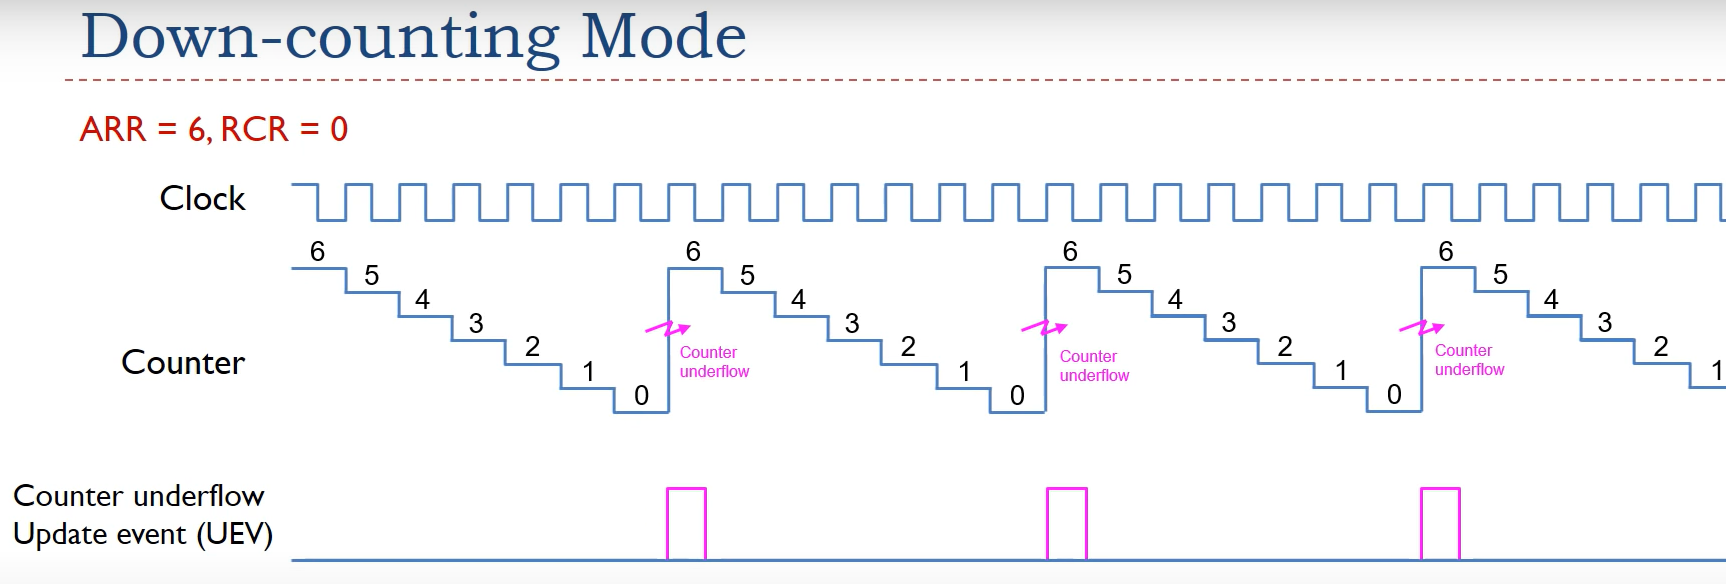 Down-counting Mode
ARR = 6, RCR = 0
Clock
6 5 4 3 2 1 0 6 5 4 3 2 1 0 6 5 4 3 2 1 0 6 5 4 3 2 1
Counter
Counter
underflow
Counter
underflow
Counter
underflow
Counter underflow
Update event (UEV)